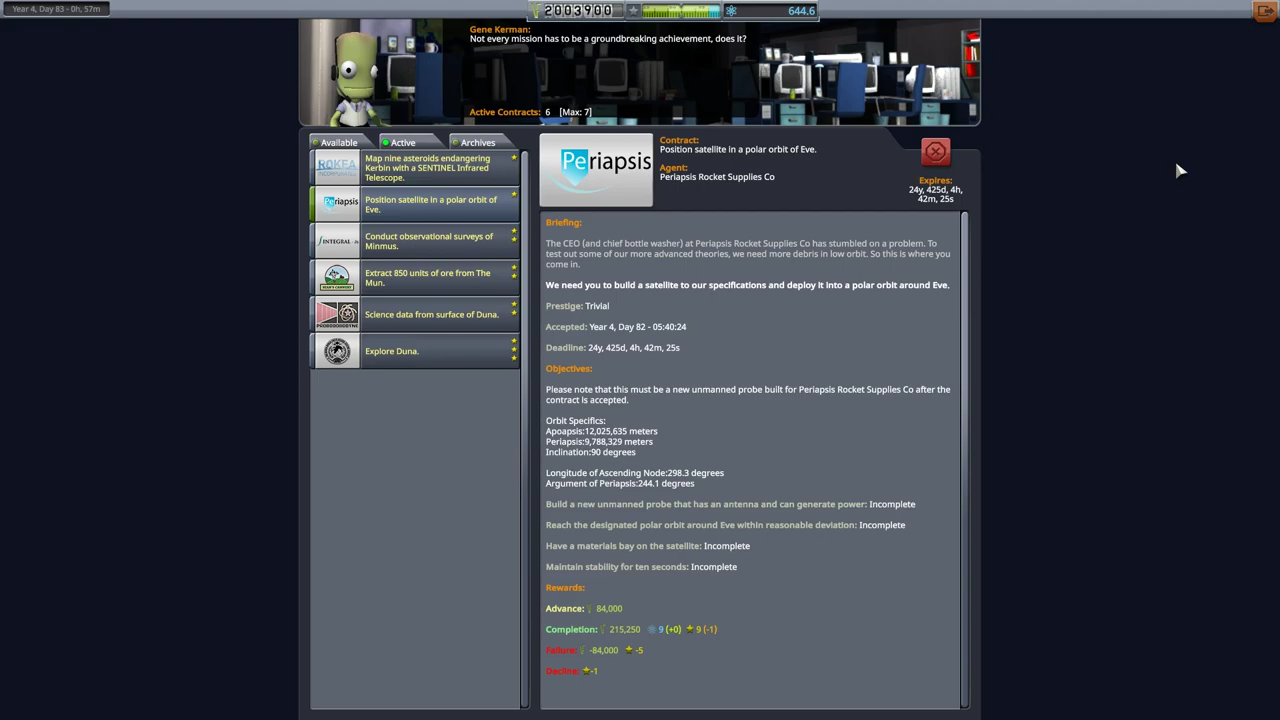 Year 4, Day 83 - 0h, 57m
2003900
644.6
Gene Kerman:
Not every mission has to be a groundbreaking achievement, does it?
Active Contracts: 6 [Max: 7]
Available
Active
Archives
Map nine asteroids endangering
Kerbin with a SENTINEL Infrared
Telescope.
Periapsis
Position satellite in a polar orbit of
Eve.
INTEGRAL
Conduct observational surveys of
Minmus.
Extract 850 units of ore from The
Mun.
Science data from surface of Duna.
Explore Duna.
Periapsis
Contract:
Position satellite in a polar orbit of Eve.
Agent:
Periapsis Rocket Supplies Co
Expires:
24y, 425d, 4h,
42m, 25s
Briefing:
The CEO (and chief bottle washer) at Periapsis Rocket Supplies Co has stumbled on a problem. To
test out some of our more advanced theories, we need more debris in low orbit. So this is where you
come in.
We need you to build a satellite to our specifications and deploy it into a polar orbit around Eve.
Prestige: Trivial
Accepted: Year 4, Day 82 - 05:40:24
Deadline: 24y, 425d, 4h, 42m, 25s
Objectives:
Please note that this must be a new unmanned probe built for Periapsis Rocket Supplies Co after the
contract is accepted.
Orbit Specifics:
Apoapsis:12,025,635 meters
Periapsis:9,788,329 meters
Inclination:90 degrees
Longitude of Ascending Node:298.3 degrees
Argument of Periapsis:244.1 degrees
Build a new unmanned probe that has an antenna and can generate power: Incomplete
Reach the designated polar orbit around Eve within reasonable deviation: Incomplete
Have a materials bay on the satellite: Incomplete
Maintain stability for ten seconds: Incomplete
Rewards:
Advance: 84,000
Completion: 215,250 9 (+0) 9 (-1)
Failure: -84,000 -5
Decline: -1